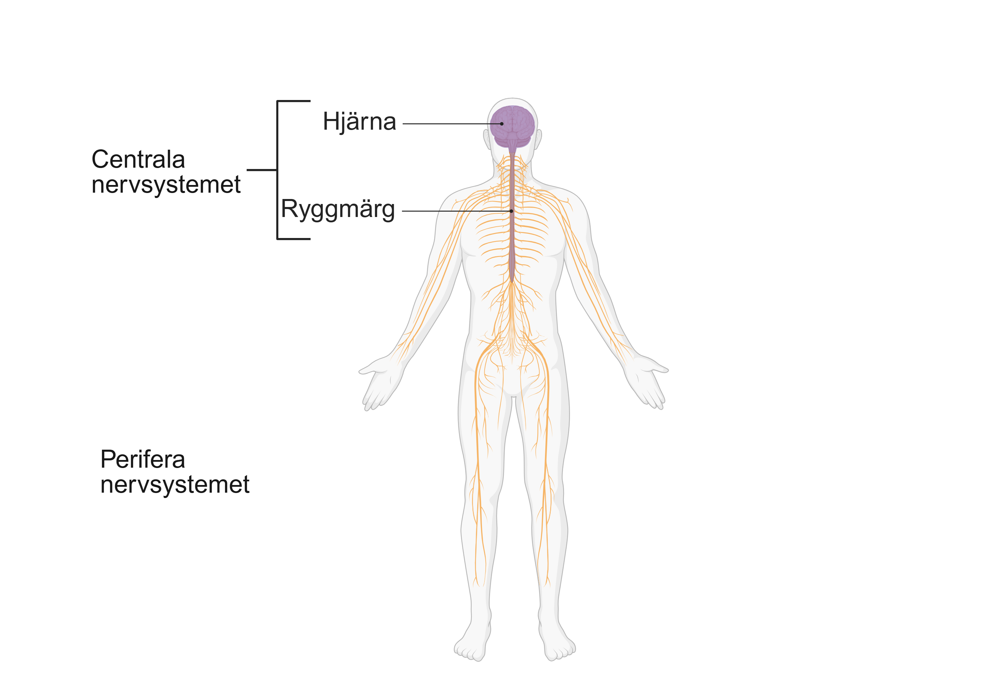 Hjärna
Centrala
nervsystemet
Ryggmärg
Perifera
nervsystemet